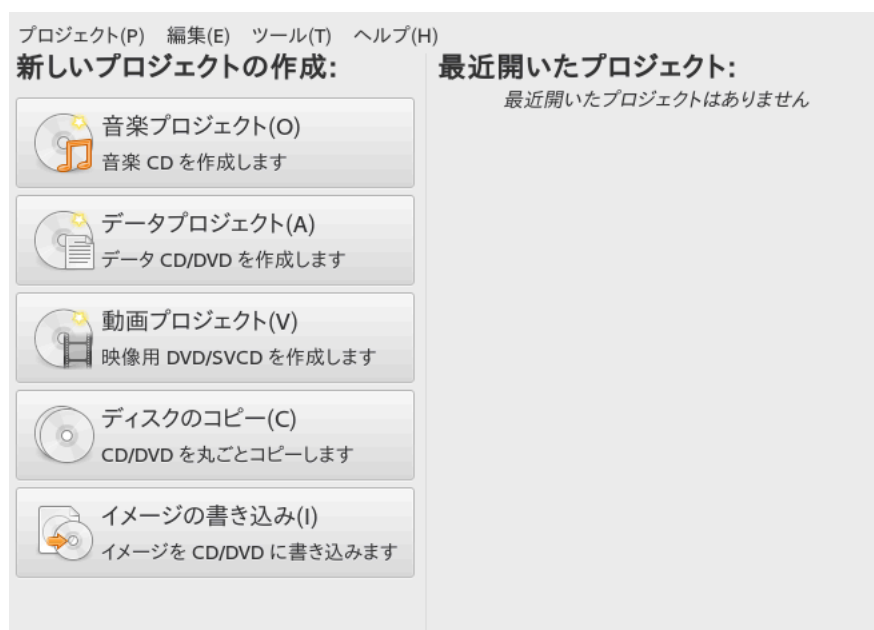 プロジェクト(P) 編集(E) ツール(T) ヘルプ(H)
新しいプロジェクトの作成:
音楽プロジェクト(O)
音楽 CD を作成します
データプロジェクト(A)
データ CD/DVD を作成します
動画プロジェクト(V)
映像用 DVD/SVCD を作成します
ディスクのコピー(C)
CD/DVD を丸ごとコピーします
イメージの書き込み(I)
イメージを CD/DVD に書き込みます
最近開いたプロジェクト:
最近開いたプロジェクトはありません